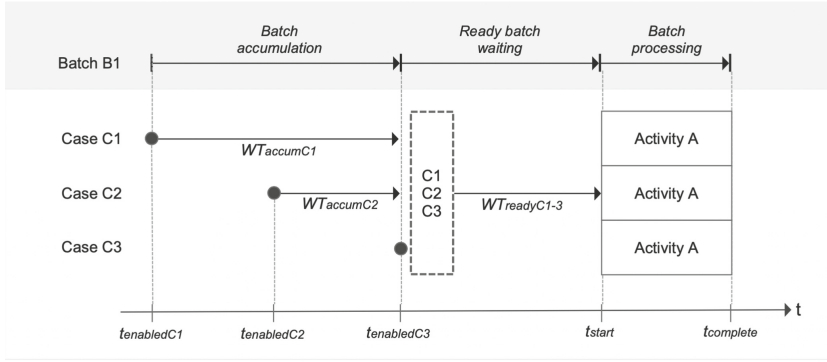 Batch accumulation
Ready batch waiting
Batch processing
Batch B1
Case C1
WTaccumC1
Activity A
Case C2
WTaccumC2
C1
C2
C3
WTreadyC1-3
Activity A
Case C3
Activity A
t
tenabledC1
tenabledC2
tenabledC3
tstart
tcomplete